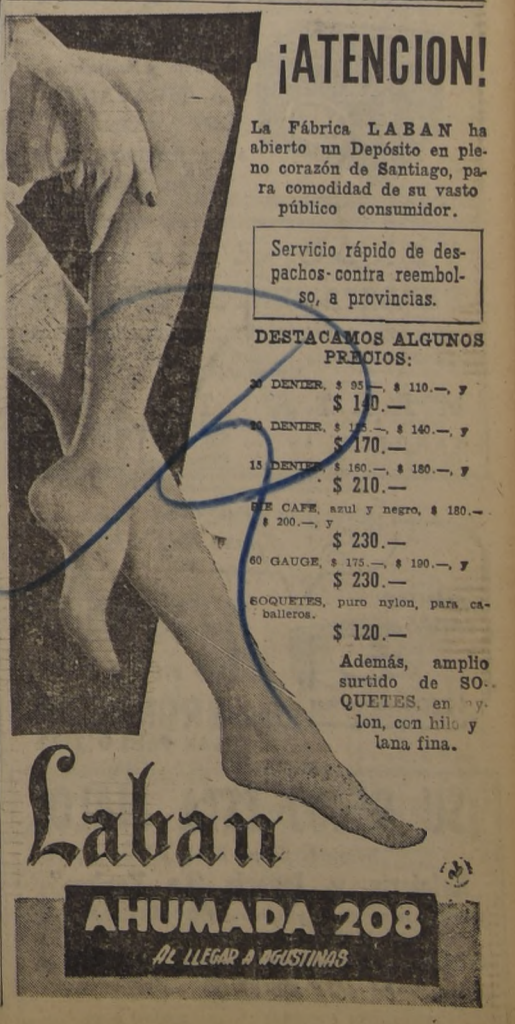 ¡ATENCION!
La Fábrica LABAN ha
abierto un Depósito en ple-
no corazón de Santiago, pa-
ra comodidad de su vasto
público consumidor.
Servicio rápido de des-
pachos-contra reembol-
so, a provincias.
DESTACAMOS ALGUNOS
PRECIOS:
DENIER, $ 95.—, $ 110.—, y
$ 140.—
DENIER, $ $ 140.—, y
$ 170.—
15 DENIER, $ 160.—, $ 180.—, y
$ 210.—
PIE CAFE, azul y negro, $ 180.—
$ 200.—, y
$ 230.—
60 GAUGE, $ 175.—, $ 190.—, y
$ 230.—
SOQUETES, puro nylon, para ca-
balleros.
$ 120.—
Además, amplio
surtido de SO-
QUETES, en ny-
lon, con hilo y
lana fina.
Laban
AHUMADA 208
AL LLEGAR A AGUSTINAS